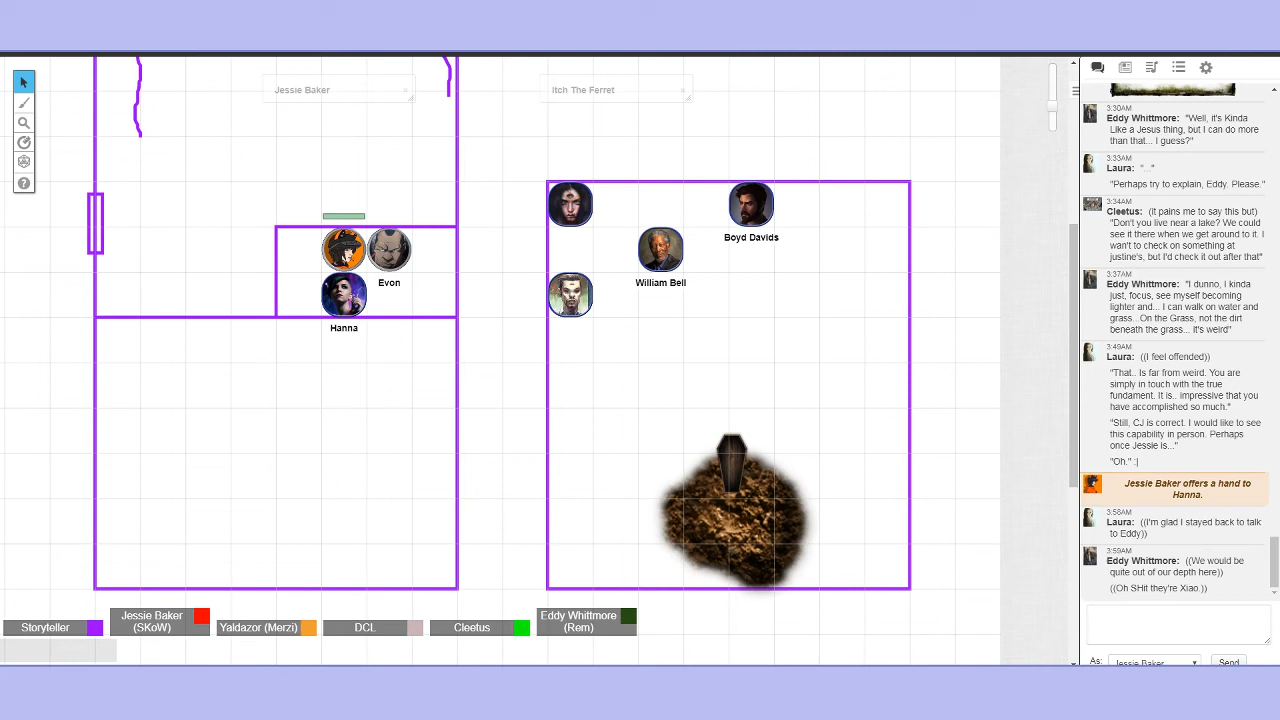 Jessie Baker
Itch The Ferret
Boyd Davids
William Bell
Evon
Hanna
Storyteller
Jessie Baker
(SKoW)
Yaldazor (Merzi)
DCL
Cleetus
Eddy Whittmore
(Rem)
3:30AM
Eddy Whittmore: "Well, it's Kinda
Like a Jesus thing, but I can do more
than that... I guess?"
3:33AM
Laura: "..."
"Perhaps try to explain, Eddy. Please."
3:34AM
Cleetus: (it pains me to say this but)
"Don't you live near a lake? We could
see it there when we get around to it. I
wan't to check on something at
justine's, but I'd check it out after that"
3:37AM
Eddy Whittmore: "I dunno, I kinda
just, focus, see myself becoming
lighter and... I can walk on water and
grass...On the Grass, not the dirt
beneath the grass... it's weird"
3:49AM
Laura: ((I feel offended))
"That.. Is far from weird. You are
simply in touch with the true
fundament. It is.. impressive that you
have accomplished so much."
"Still, CJ is correct. I would like to see
this capability in person. Perhaps
once Jessie is..."
"Oh." :|
Jessie Baker offers a hand to
Hanna.
3:58AM
Laura: ((I'm glad I stayed back to talk
to Eddy))
3:59AM
Eddy Whittmore: ((We would be
quite out of our depth here))
((Oh SHit they're Xiao.))
As:
Jessie Baker
Send